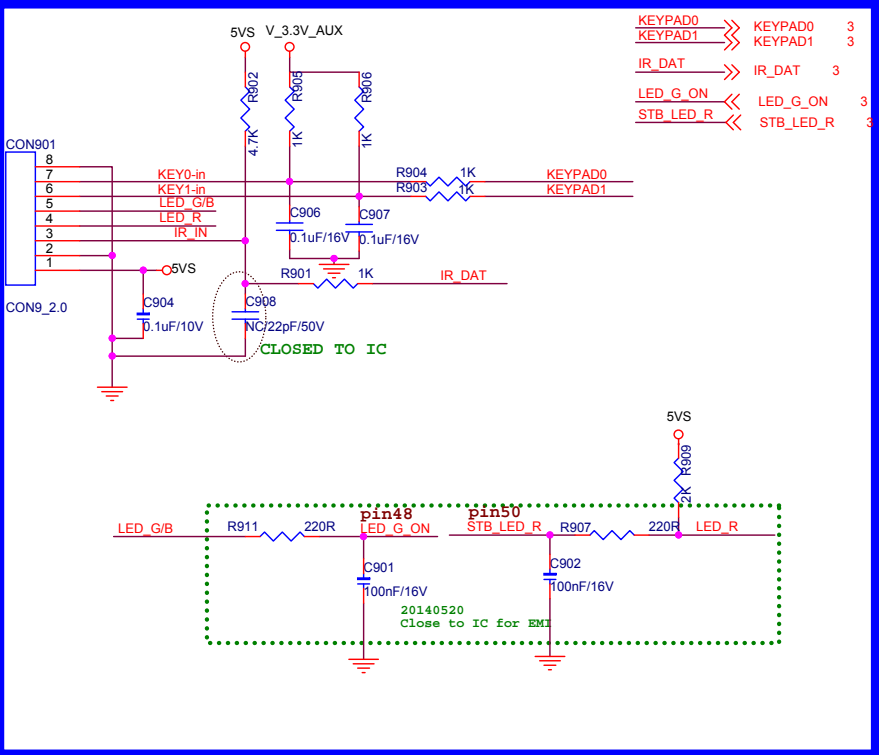 KEYPAD0 KEYPAD0 3
KEYPAD1 KEYPAD1 3
IR_DAT IR_DAT 3
LED_G_ON LED_G_ON 3
STB_LED_R STB_LED_R 3
5VS V_3.3V_AUX
R902 R905 R906
4.7K 1K 1K
CON901
8
7 KEY0-in R904 1K KEYPAD0
6 KEY1-in R903 1K KEYPAD1
5 LED_G/B
4 LED_R
3 IR_IN
2
1 5VS
C906 C907
0.1uF/16V 0.1uF/16V
R901 1K IR_DAT
CON9_2.0
C904
0.1uF/10V
C908
NC/22pF/50V
CLOSED TO IC
5VS
R909
2K
pin48 pin50
LED_G/B R911 220R LED_G_ON STB_LED_R R907 220R LED_R
C901
100nF/16V
C902
100nF/16V
20140520
Close to IC for EMI